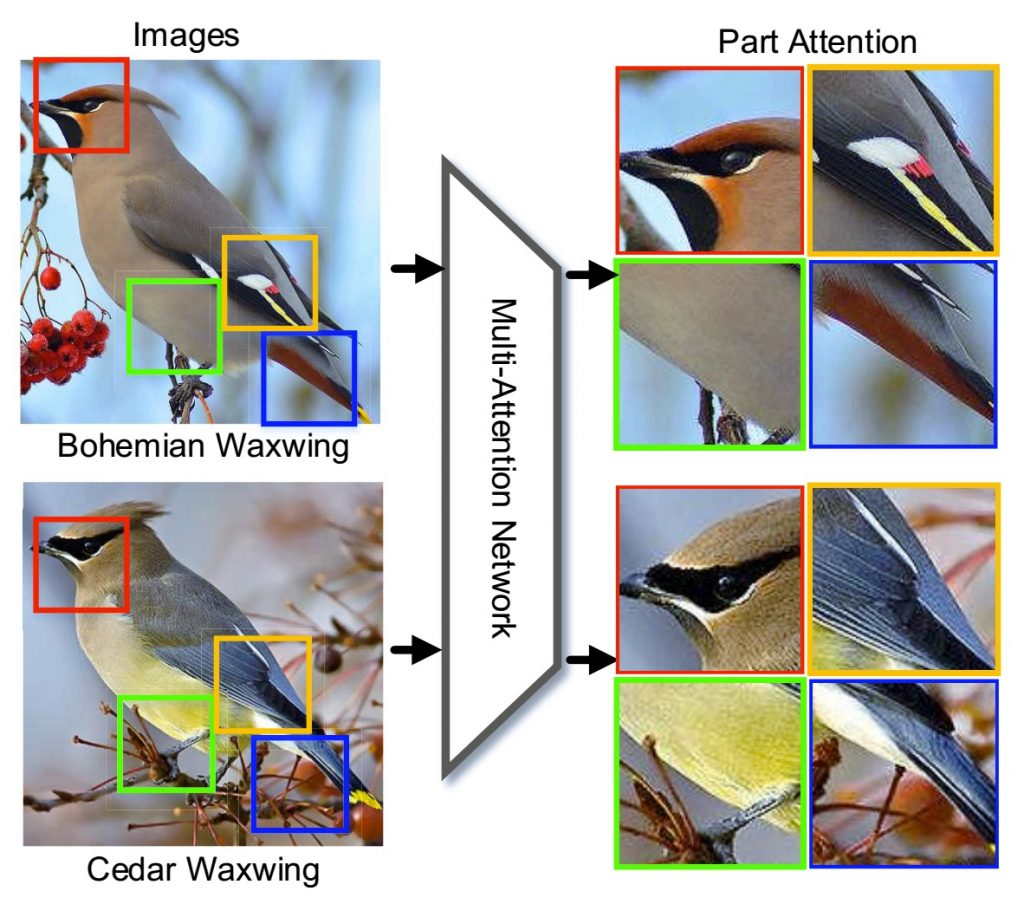 Images
Part Attention
Multi-Attention Network
Bohemian Waxwing
Cedar Waxwing